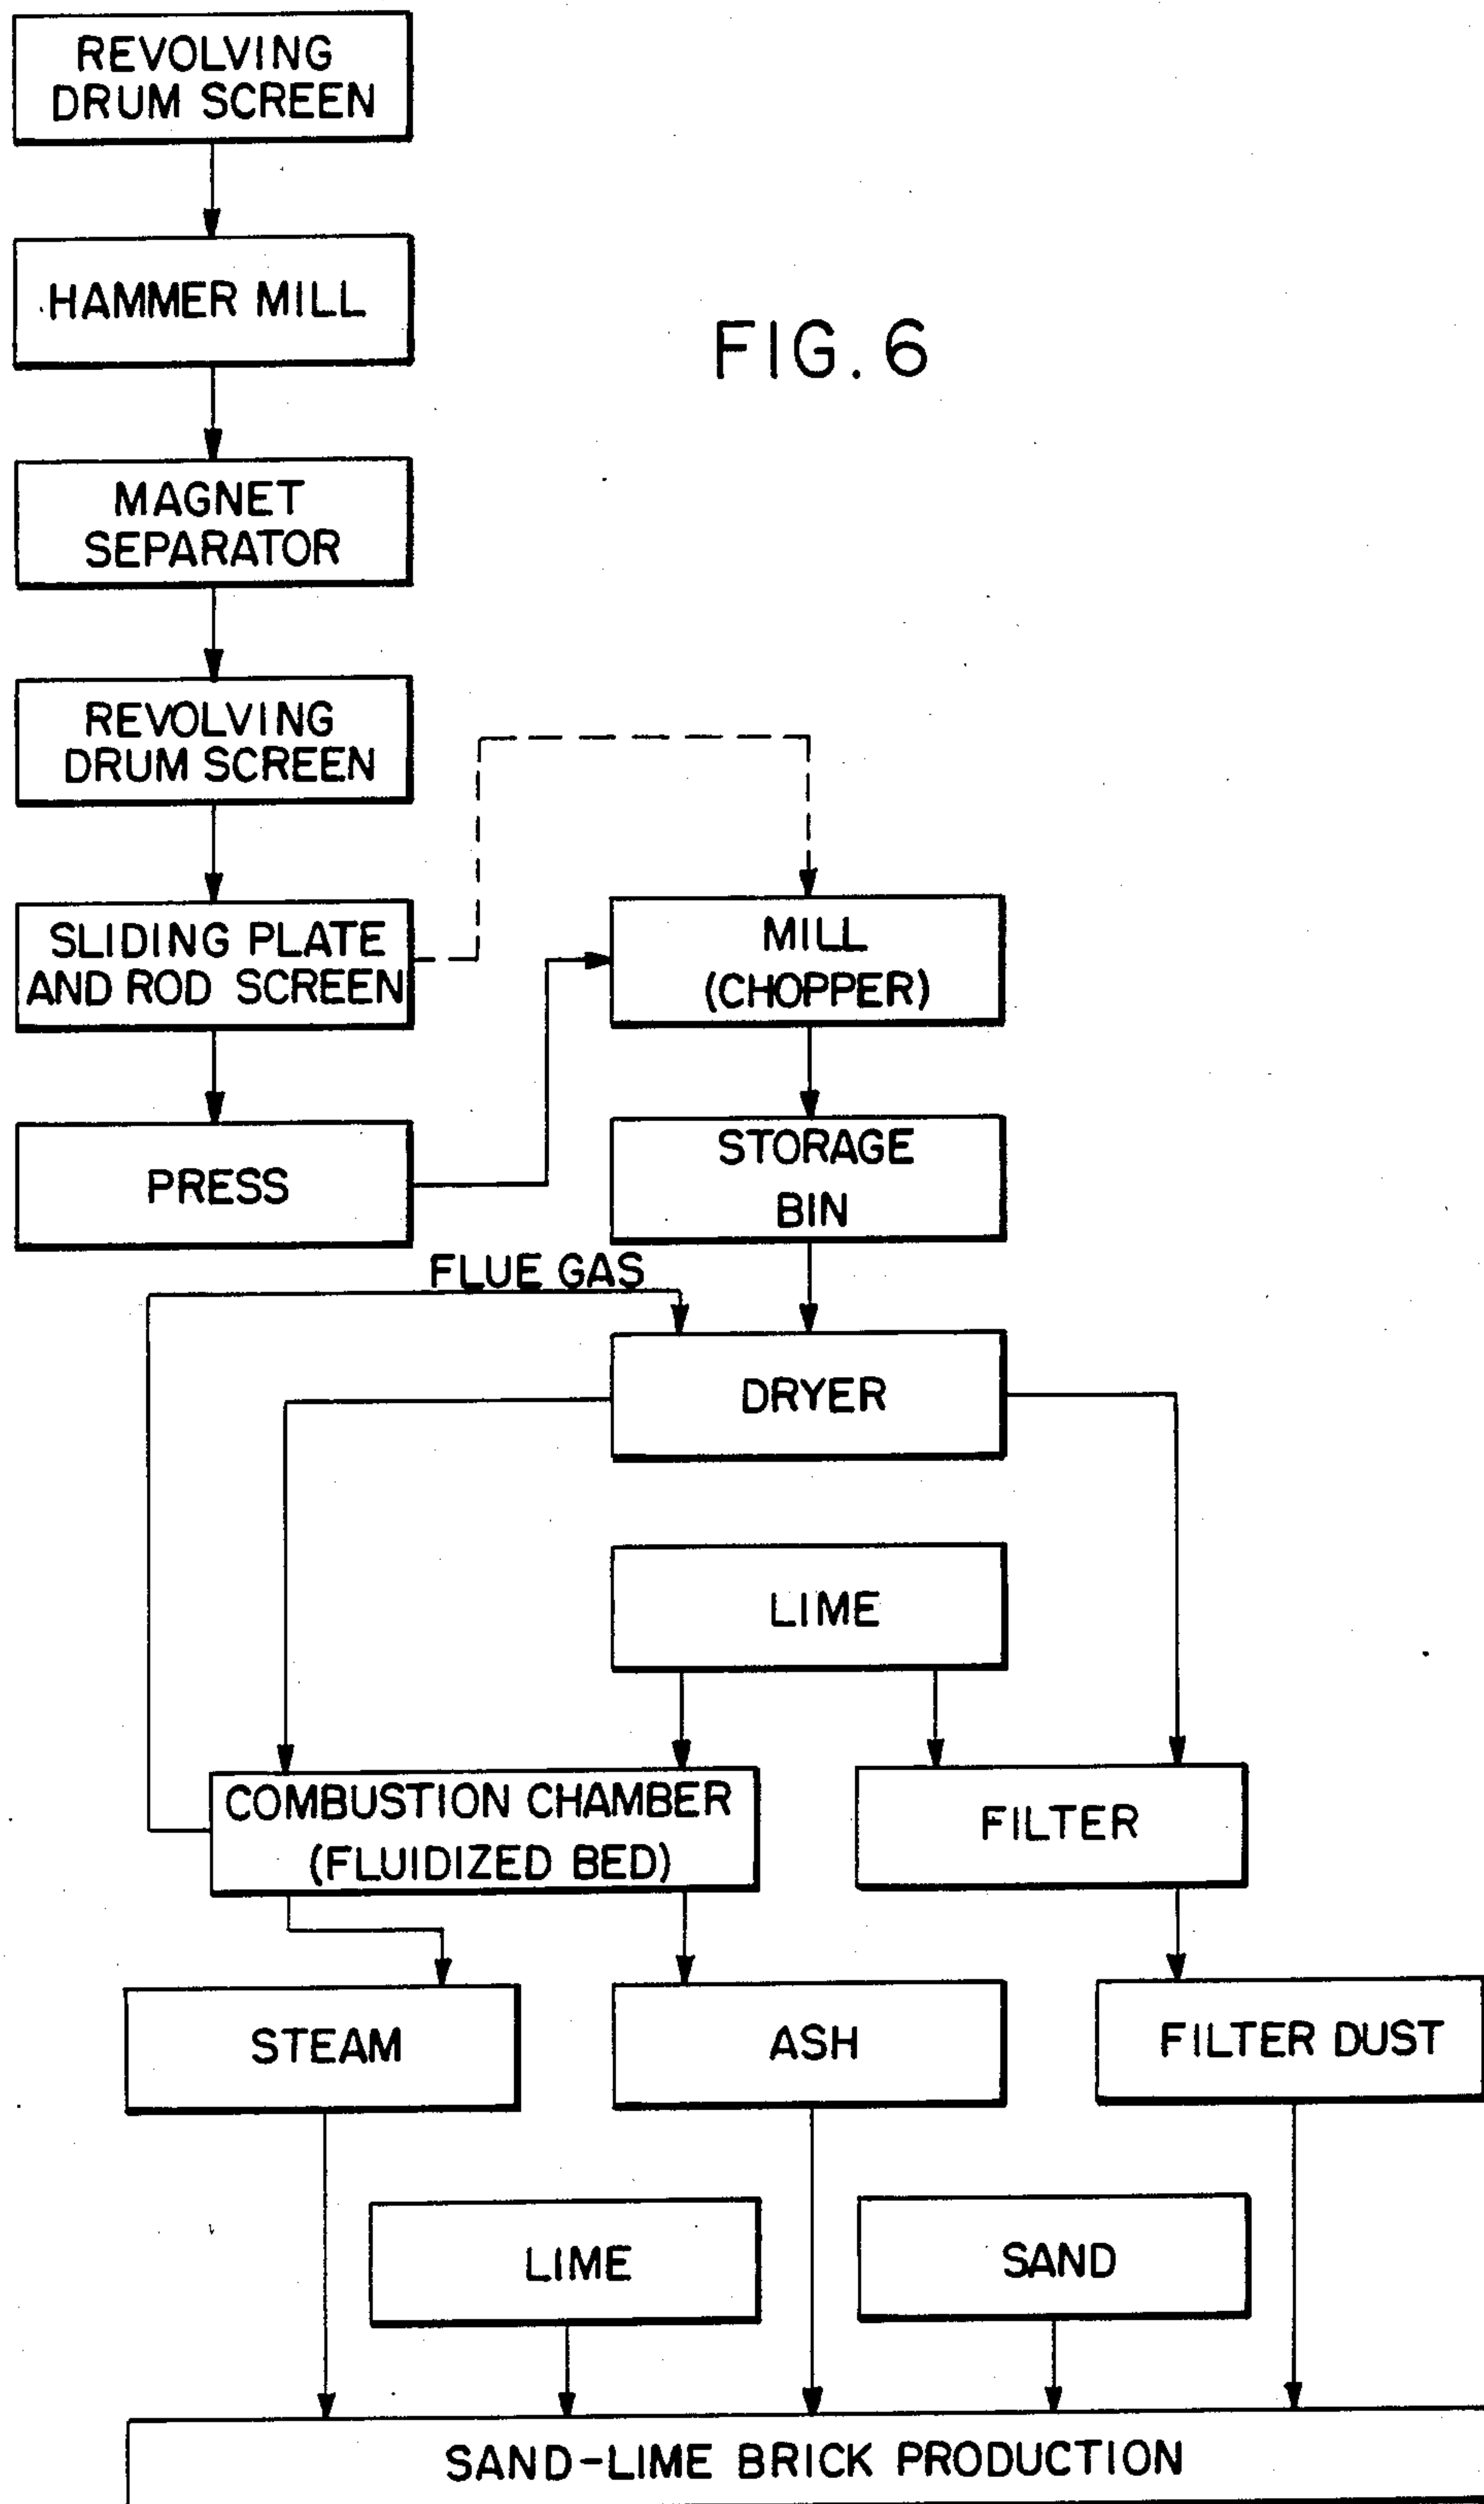 REVOLVING
DRUM SCREEN
HAMMER MILL
FIG. 6
MAGNET
SEPARATOR
REVOLVING
DRUM SCREEN
SLIDING PLATE
AND ROD SCREEN
MILL
(CHOPPER)
PRESS
STORAGE
BIN
FLUE GAS
DRYER
LIME
COMBUSTION CHAMBER
(FLUIDIZED BED)
FILTER
STEAM
ASH
FILTER DUST
LIME
SAND
SAND-LIME BRICK PRODUCTION